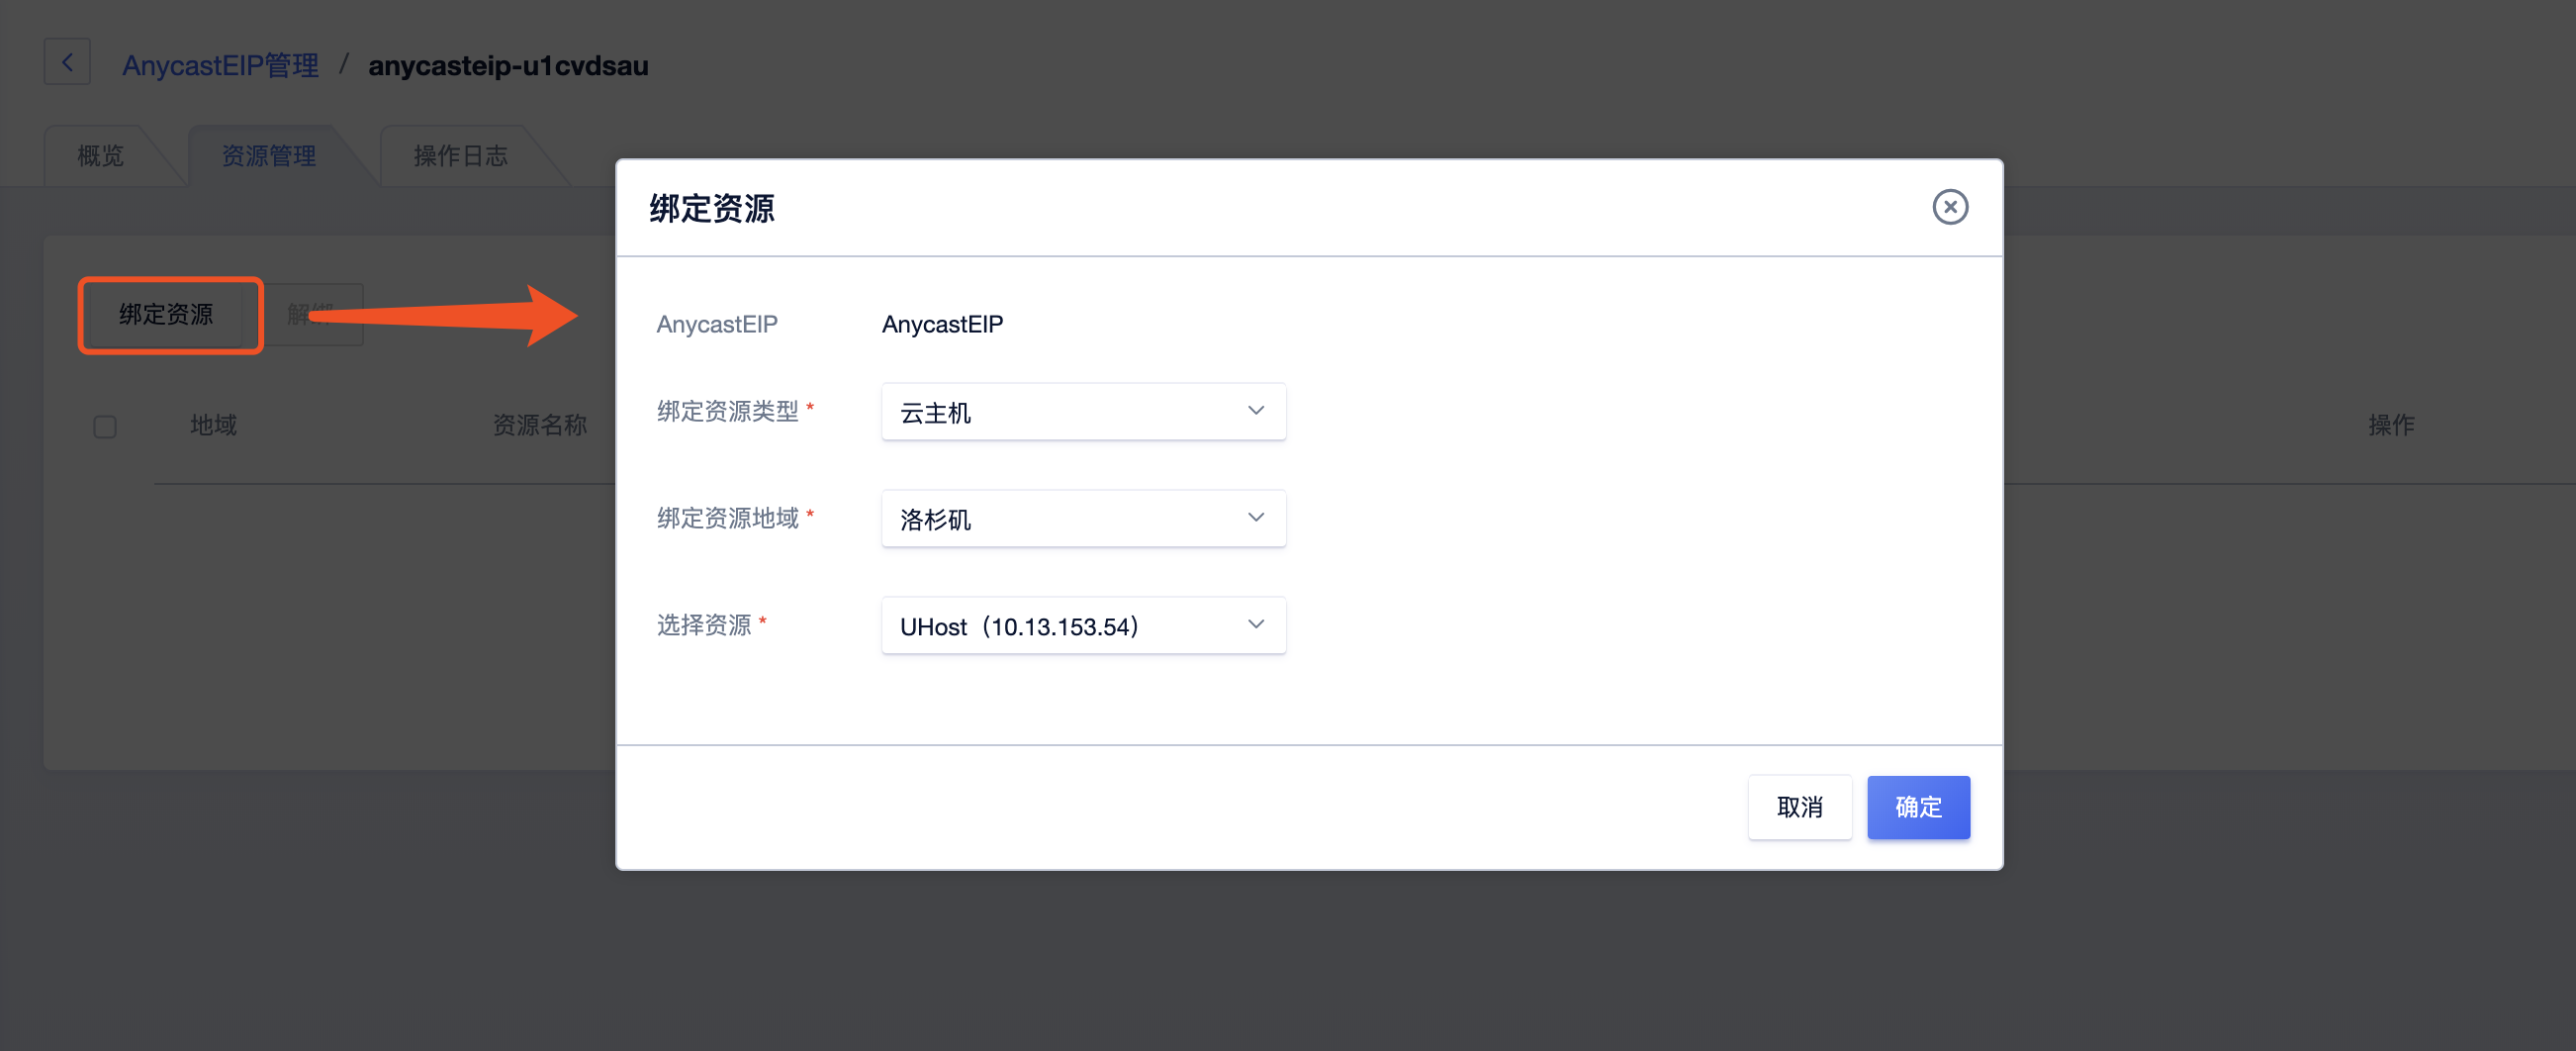 AnycastEIP管理 / anycasteip-u1cvdsau
概览 资源管理 操作日志
绑定资源 解绑
地域 资源名称 操作
绑定资源
AnycastEIP AnycastEIP
绑定资源类型 * 云主机
绑定资源地域 * 洛杉矶
选择资源 * UHost（10.13.153.54）
取消 确定